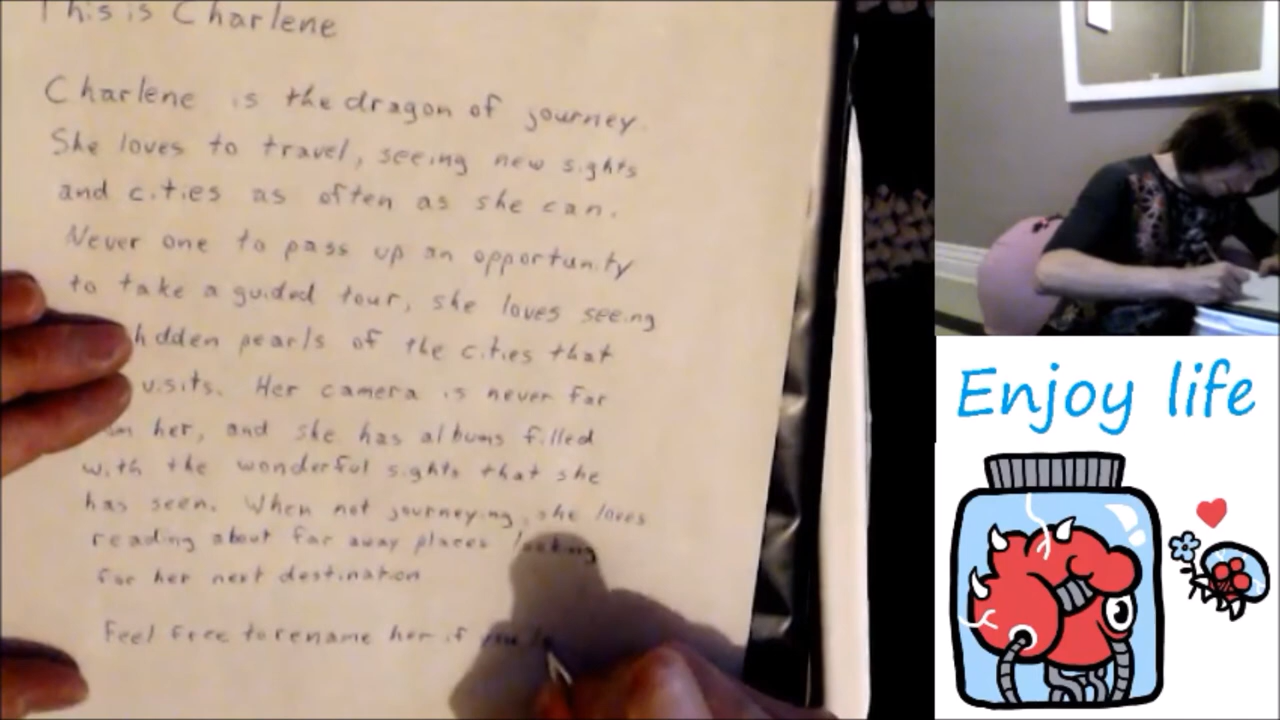 This is Charlene
Charlene is the dragon of journey.
She loves to travel, seeing new sights
and cities as often as she can.
Never one to pass up an opportunity
to take a guided tour, she loves seeing
hidden pearls of the cities that
visits. Her camera is never far
her, and she has albums filled
with the wonderful sights that she
has seen. When not journeying, she loves
reading about far away places looking
for her next destination
Feel free to rename her if you
Enjoy life